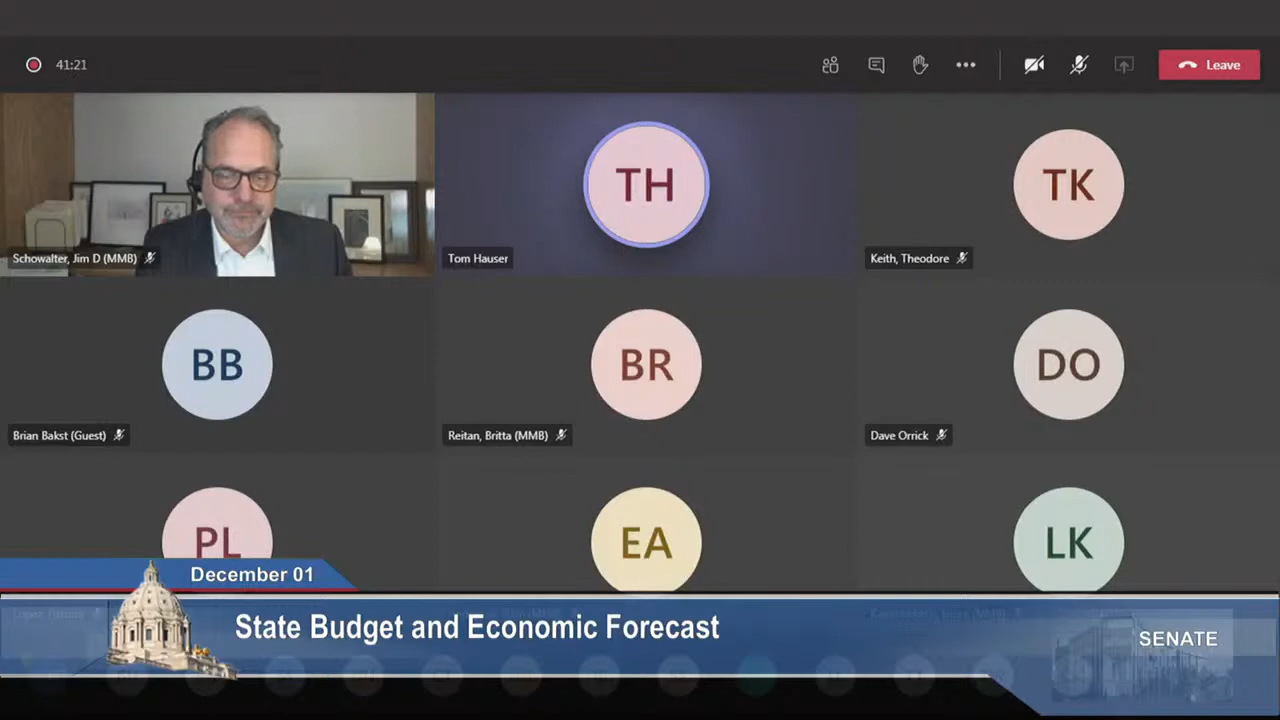 41:21
Leave
TH
TK
Schowalter, Jim D (MMB)
Tom Hauser
Keith, Theodore
BB
BR
DO
Brian Bakst (Guest)
Reitan, Britta (MMB)
Dave Orrick
PL
EA
LK
December 01
State Budget and Economic Forecast
SENATE